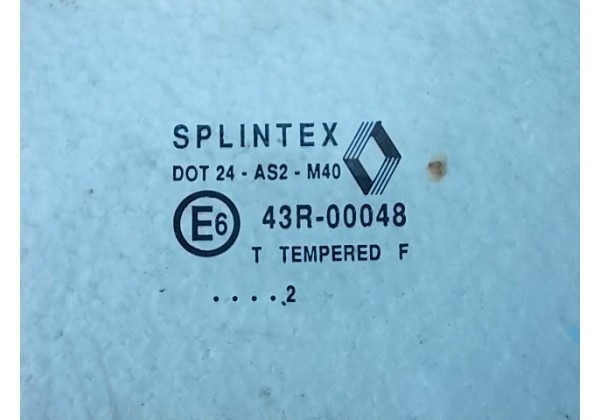 SPLINTEX
DOT 24 - AS2 - M40
E6 43R-00048
T TEMPERED F
....2